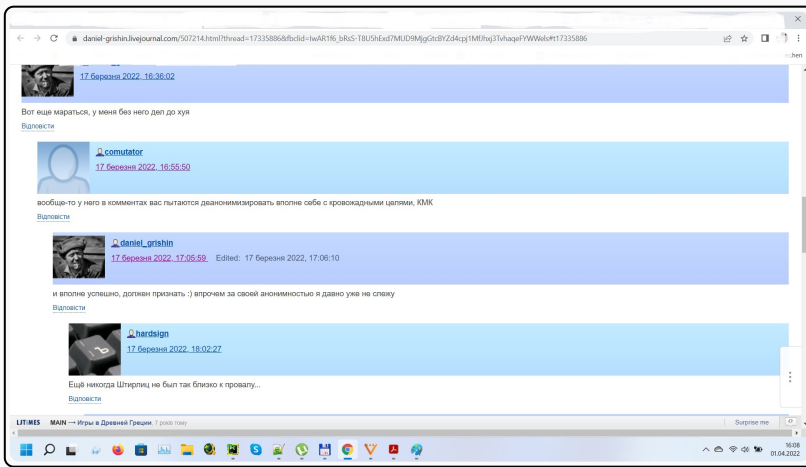 daniel-grishin.livejournal.com/507214.html?thread=17335886&fbclid=IwAR1f6_bRxS-T8U5hExd7MUD9MjgGtcBYZd4cpj1MfJhxj3TvhaqeFYWWels#t17335886
17 березня 2022, 16:36:02
Вот еще мараться, у меня без него дел до хуя
Відповісти
comutator
17 березня 2022, 16:55:50
вообще-то у него в комментах вас пытаются деанонимизировать вполне себе с кровожадными целями, КМК
Відповісти
daniel_grishin
17 березня 2022, 17:05:59 Edited: 17 березня 2022, 17:06:10
и вполне успешно, должен признать :) впрочем за своей анонимностью я давно уже не слежу
Відповісти
hardsign
17 березня 2022, 18:02:27
Ъ
Ещё никогда Штирлиц не был так близко к провалу...
Відповісти
LJTIMES MAIN → Игры в Древней Греции. 7 років тому Surprise me
16:08
01.04.2022